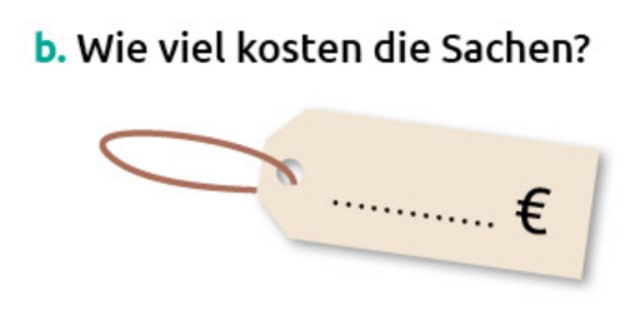 b. Wie viel kosten die Sachen?
............. €